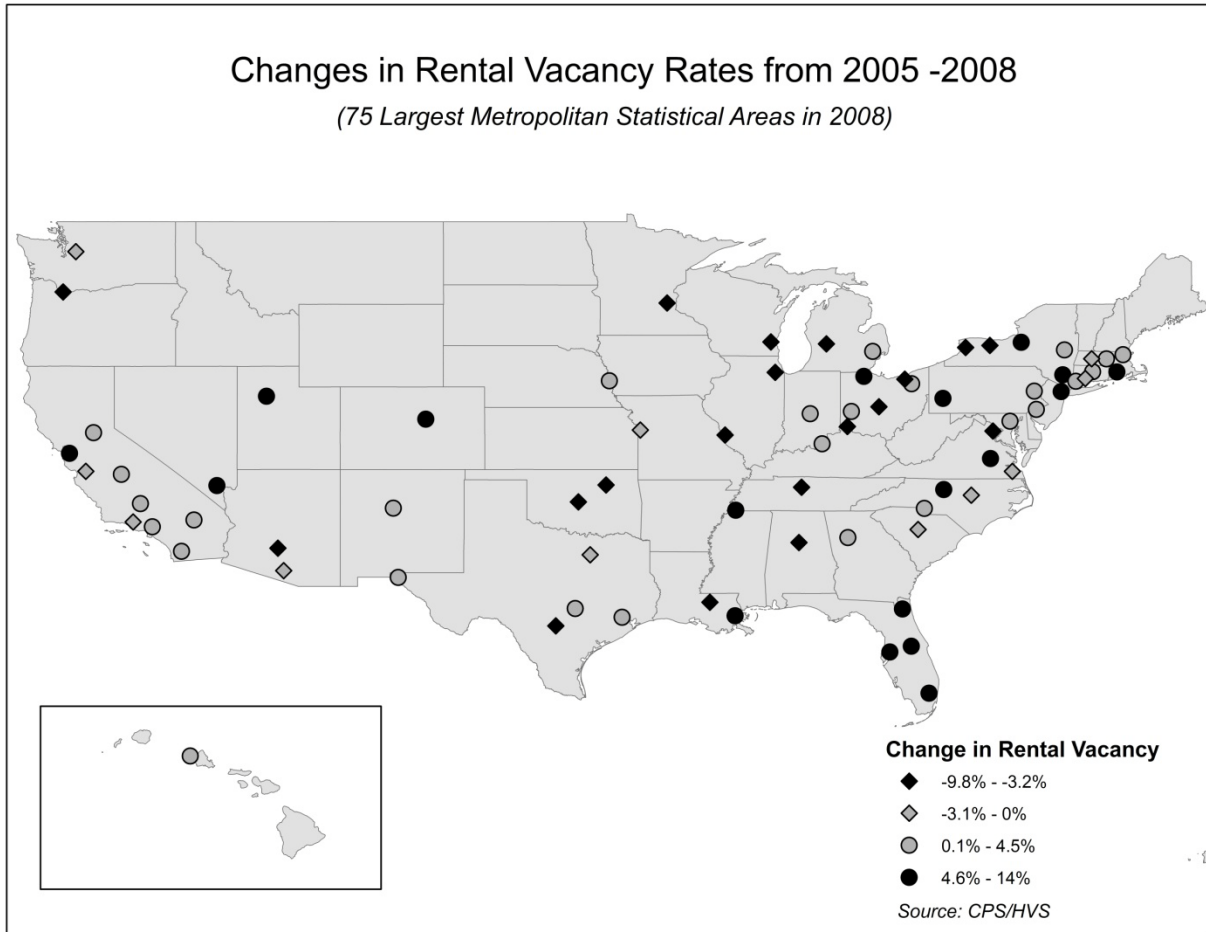 Changes in Rental Vacancy Rates from 2005 -2008
(75 Largest Metropolitan Statistical Areas in 2008)
Change in Rental Vacancy
-9.8% - -3.2%
-3.1% - 0%
0.1% - 4.5%
4.6% - 14%
Source: CPS/HVS